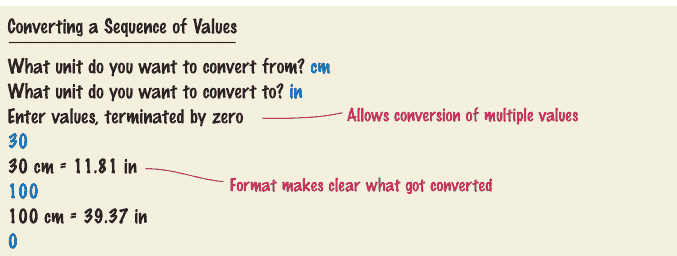 Converting a Sequence of Values
What unit do you want to convert from? cm
What unit do you want to convert to? in
Enter values, terminated by zero
Allows conversion of multiple values
30
30 cm = 11.81 in
Format makes clear what got converted
100
100 cm = 39.37 in
0